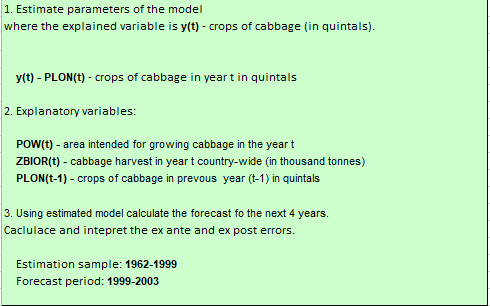 1. Estimate parameters of the model
where the explained variable is y(t) - crops of cabbage (in quintals).
y(t) - PLON(t) - crops of cabbage in year t in quintals
2. Explanatory variables:
POW(t) - area intended for growing cabbage in the year t
ZBIOR(t) - cabbage harvest in year t country-wide (in thousand tonnes)
PLON(t-1) - crops of cabbage in prevous year (t-1) in quintals
3. Using estimated model calculate the forecast fo the next 4 years.
Caclulace and intepret the ex ante and ex post errors.
Estimation sample: 1962-1999
Forecast period: 1999-2003